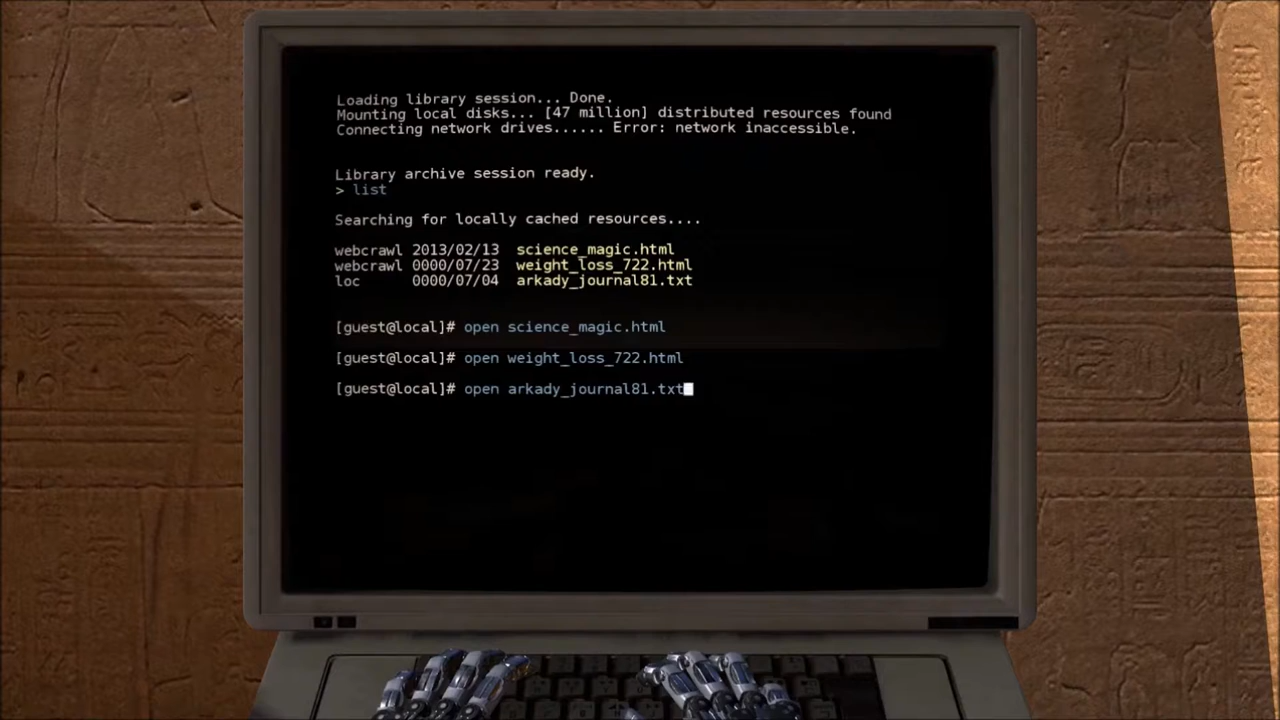 Loading library session... Done.
Mounting local disks... [47 million] distributed resources found
Connecting network drives...... Error: network inaccessible.
Library archive session ready.
> list
Searching for locally cached resources....
webcrawl 2013/02/13 science_magic.html
webcrawl 0000/07/23 weight_loss_722.html
loc 0000/07/04 arkady_journal81.txt
[guest@local]# open science_magic.html
[guest@local]# open weight_loss_722.html
[guest@local]# open arkady_journal81.txt